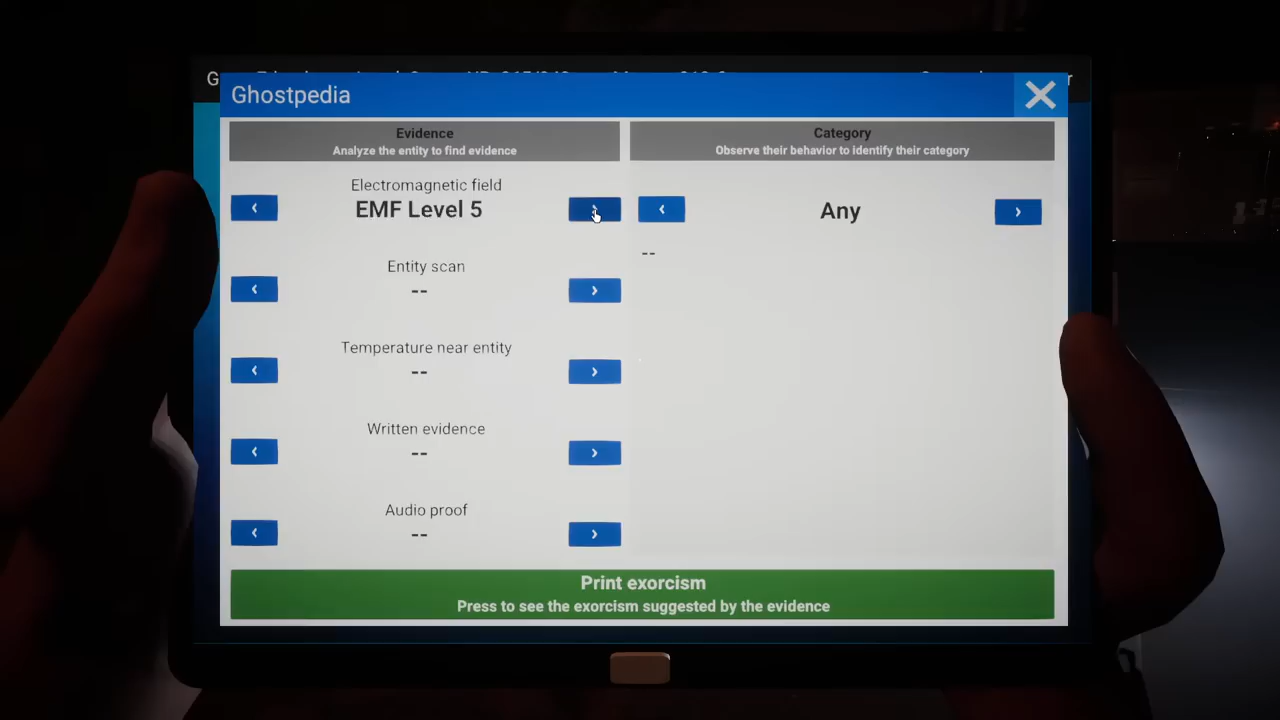 Ghostpedia
Evidence
Analyze the entity to find evidence
Category
Observe their behavior to identify their category
Electromagnetic field
EMF Level 5
Any
--
Entity scan
--
Temperature near entity
--
Written evidence
--
Audio proof
--
Print exorcism
Press to see the exorcism suggested by the evidence